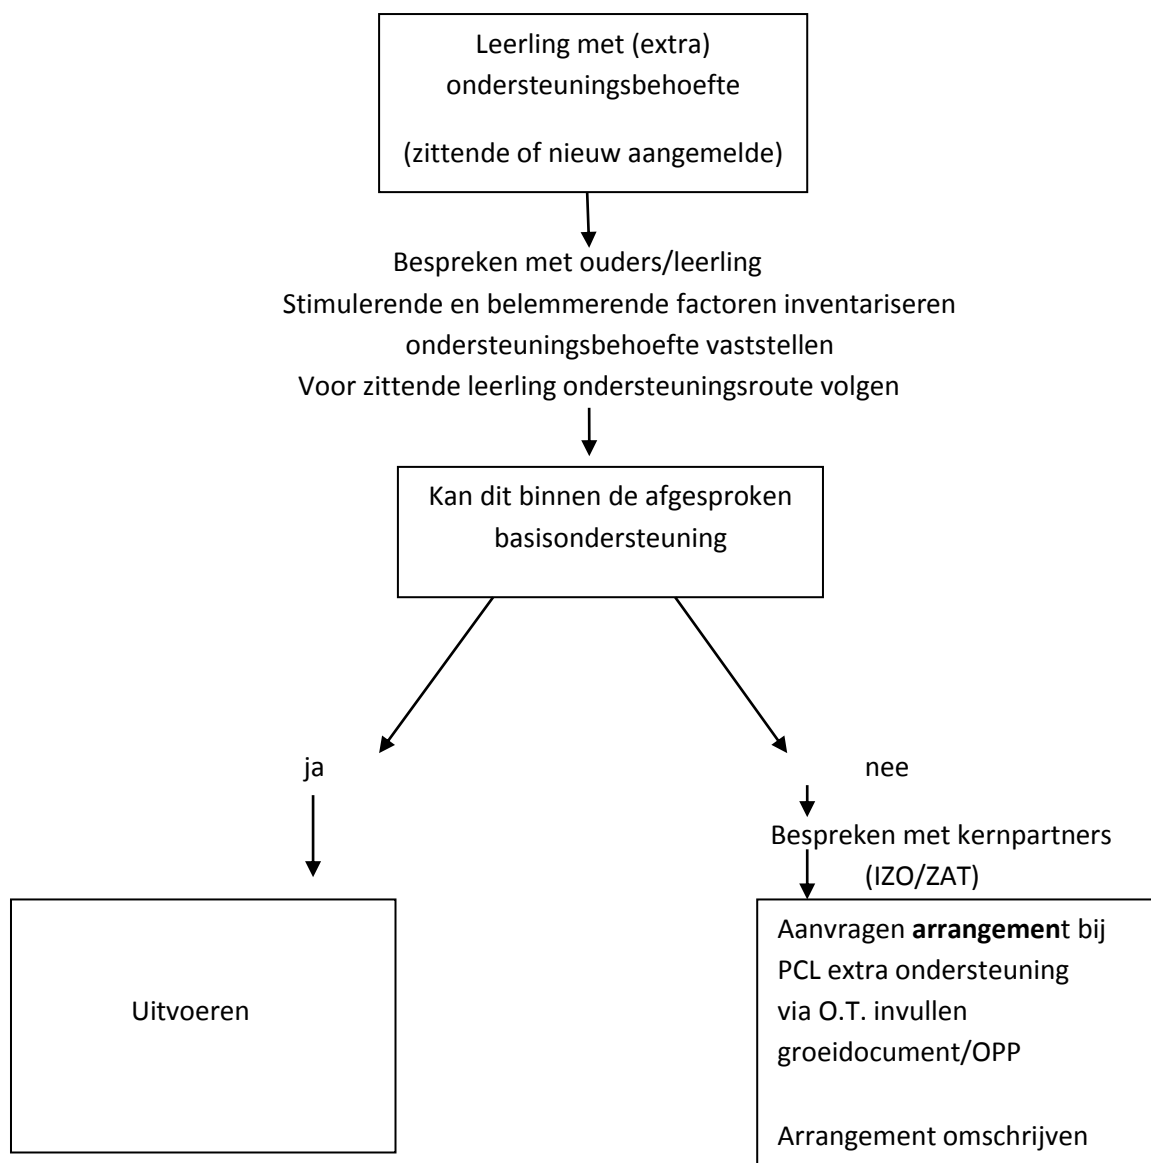 Leerling met (extra)
ondersteuningsbehoefte
(zittende of nieuw aangemelde)
Bespreken met ouders/leerling
Stimulerende en belemmerende factoren inventariseren
ondersteuningsbehoefte vaststellen
Voor zittende leerling ondersteuningsroute volgen
Kan dit binnen de afgesproken
basisondersteuning
ja
nee
Bespreken met kernpartners
(IZO/ZAT)
Uitvoeren
Aanvragen arrangement bij
PCL extra ondersteuning
via O.T. invullen
groeidocument/OPP
Arrangement omschrijven